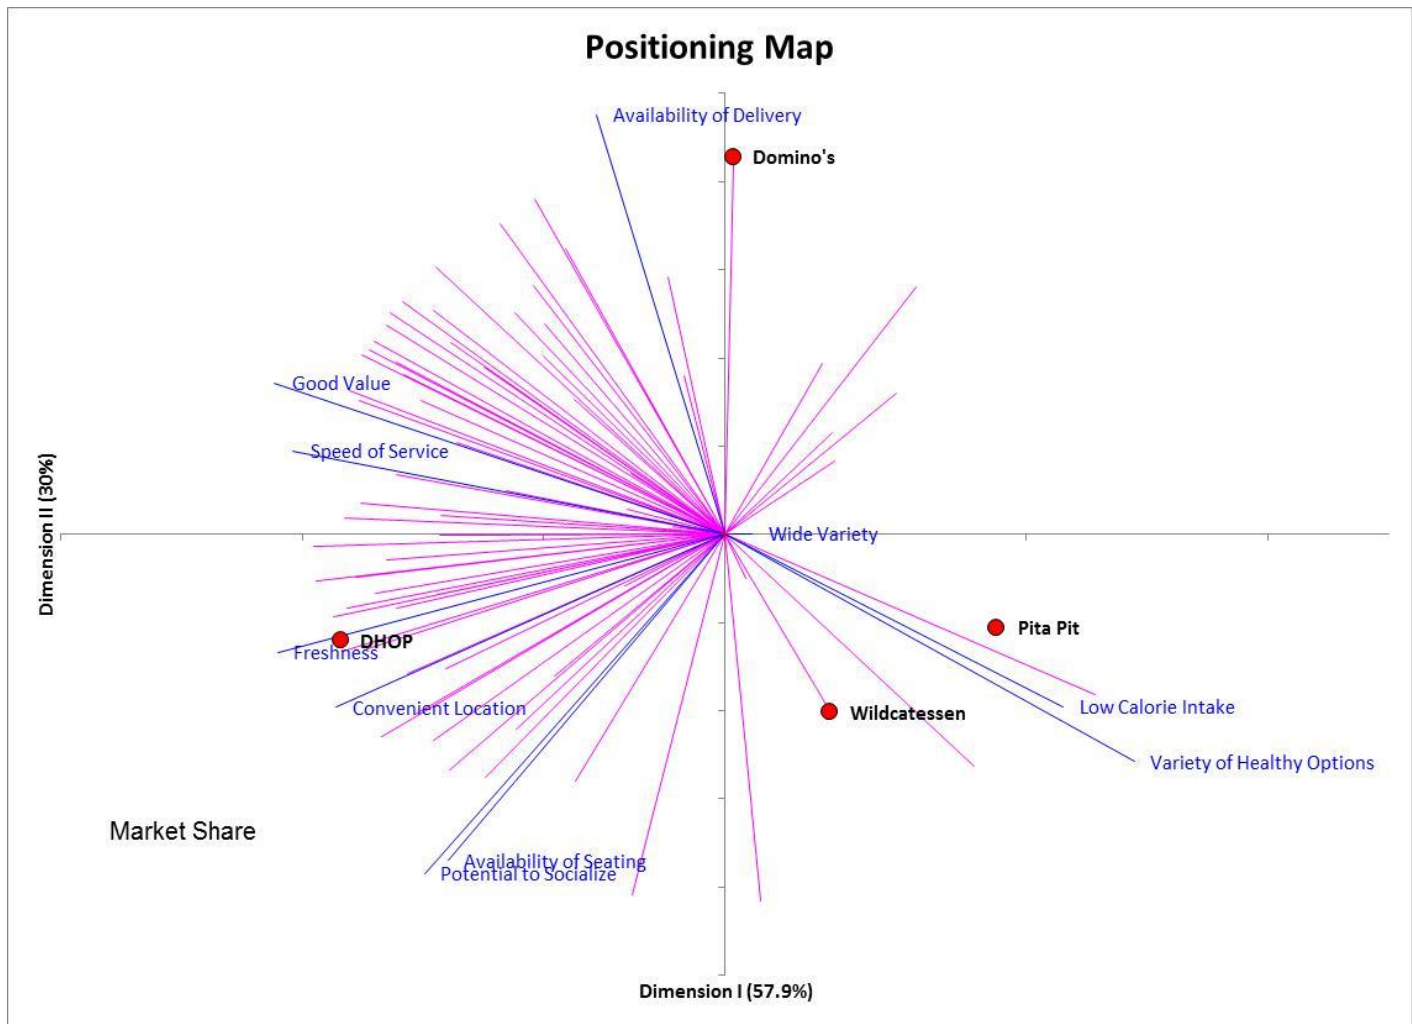 Positioning Map
Availability of Delivery
Domino's
Good Value
Speed of Service
Dimension II (30%)
Wide Variety
Pita Pit
DHOP
Freshness
Low Calorie Intake
Convenient Location
Wildcatessen
Variety of Healthy Options
Market Share
Availability of Seating
Potential to Socialize
Dimension I (57.9%)